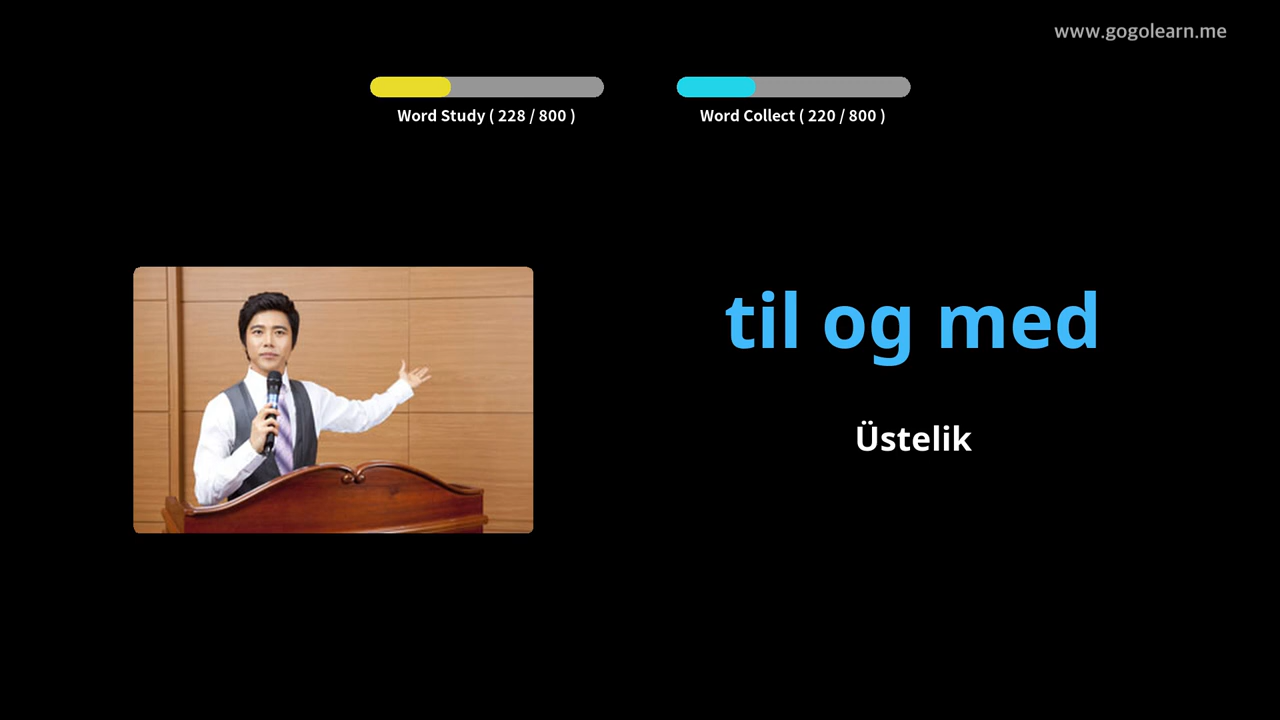 www.gogolearn.me
Word Study ( 228 / 800 )
Word Collect ( 220 / 800 )
til og med
Üstelik